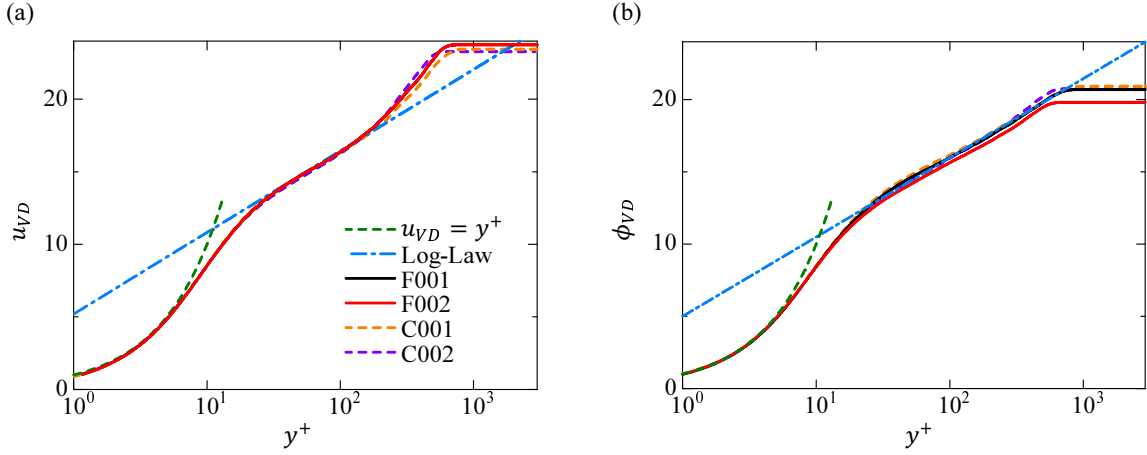 (a)
u_VD
20
10
0
10^0
10^1
10^2
10^3
y^+
u_VD = y^+
Log-Law
F001
F002
C001
C002
(b)
ϕ_VD
20
10
0
10^0
10^1
10^2
10^3
y^+